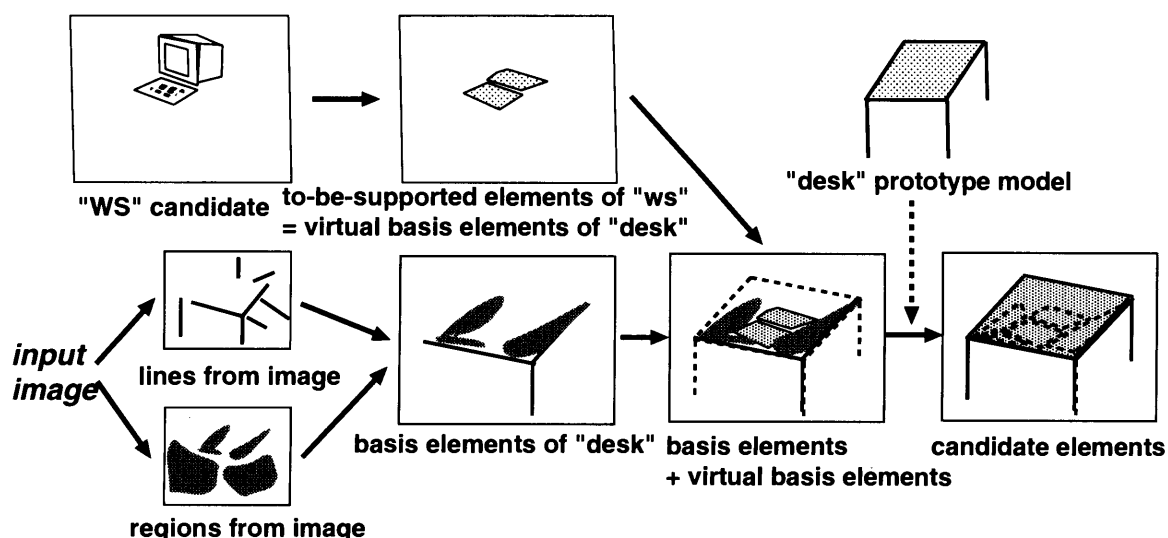 "WS" candidate
to-be-supported elements of "ws"
= virtual basis elements of "desk"
"desk" prototype model
input
image
lines from image
regions from image
basis elements of "desk"
basis elements
+ virtual basis elements
candidate elements